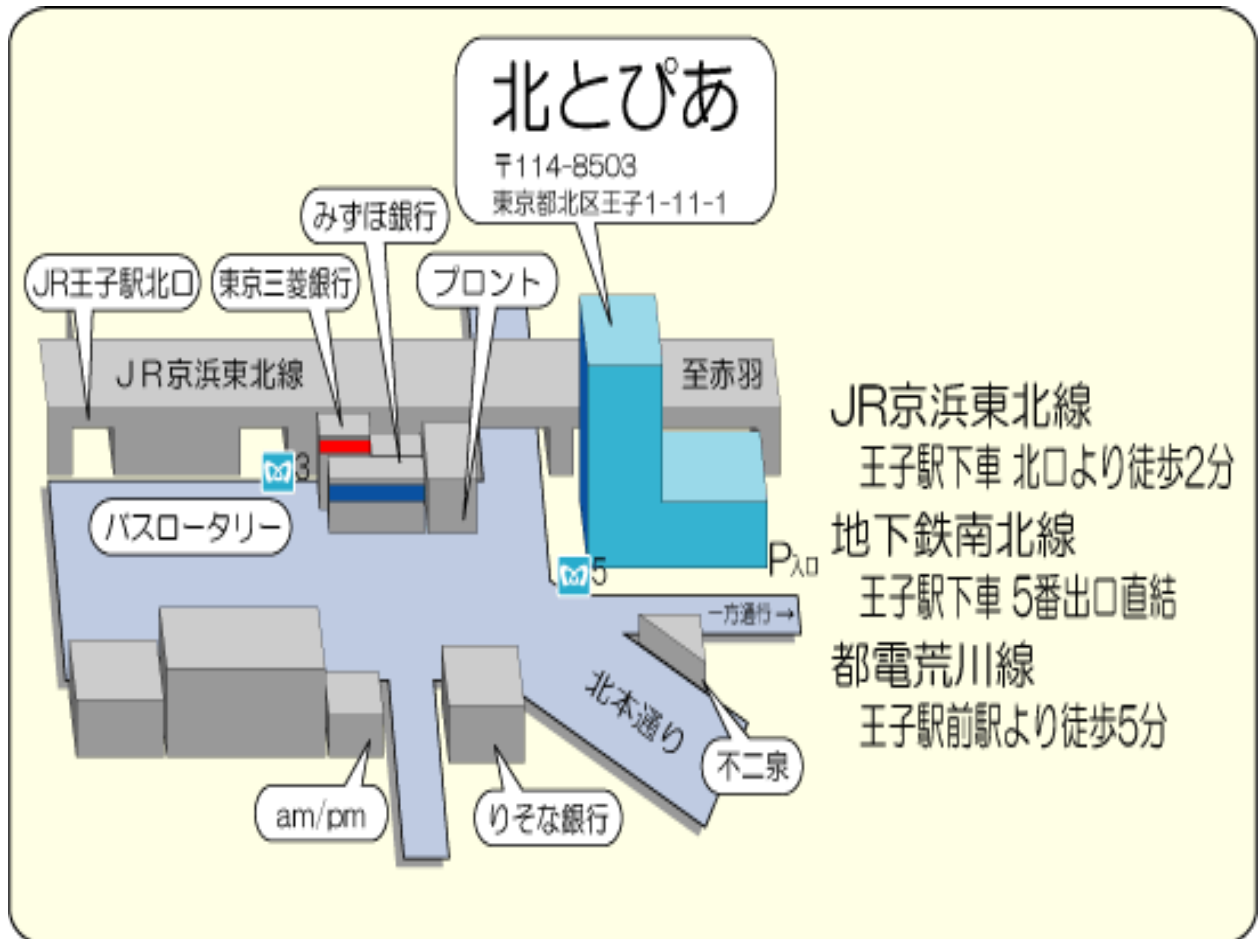 北とぴあ
〒114-8503
東京都北区王子1-11-1
みずほ銀行
JR王子駅北口
東京三菱銀行
プロント
JR京浜東北線
至赤羽
3
バスロータリー
5
P入口
一方通行→
北本通り
不二泉
am/pm
りそな銀行
JR京浜東北線
王子駅下車 北口より徒歩2分
地下鉄南北線
王子駅下車 5番出口直結
都電荒川線
王子駅前駅より徒歩5分